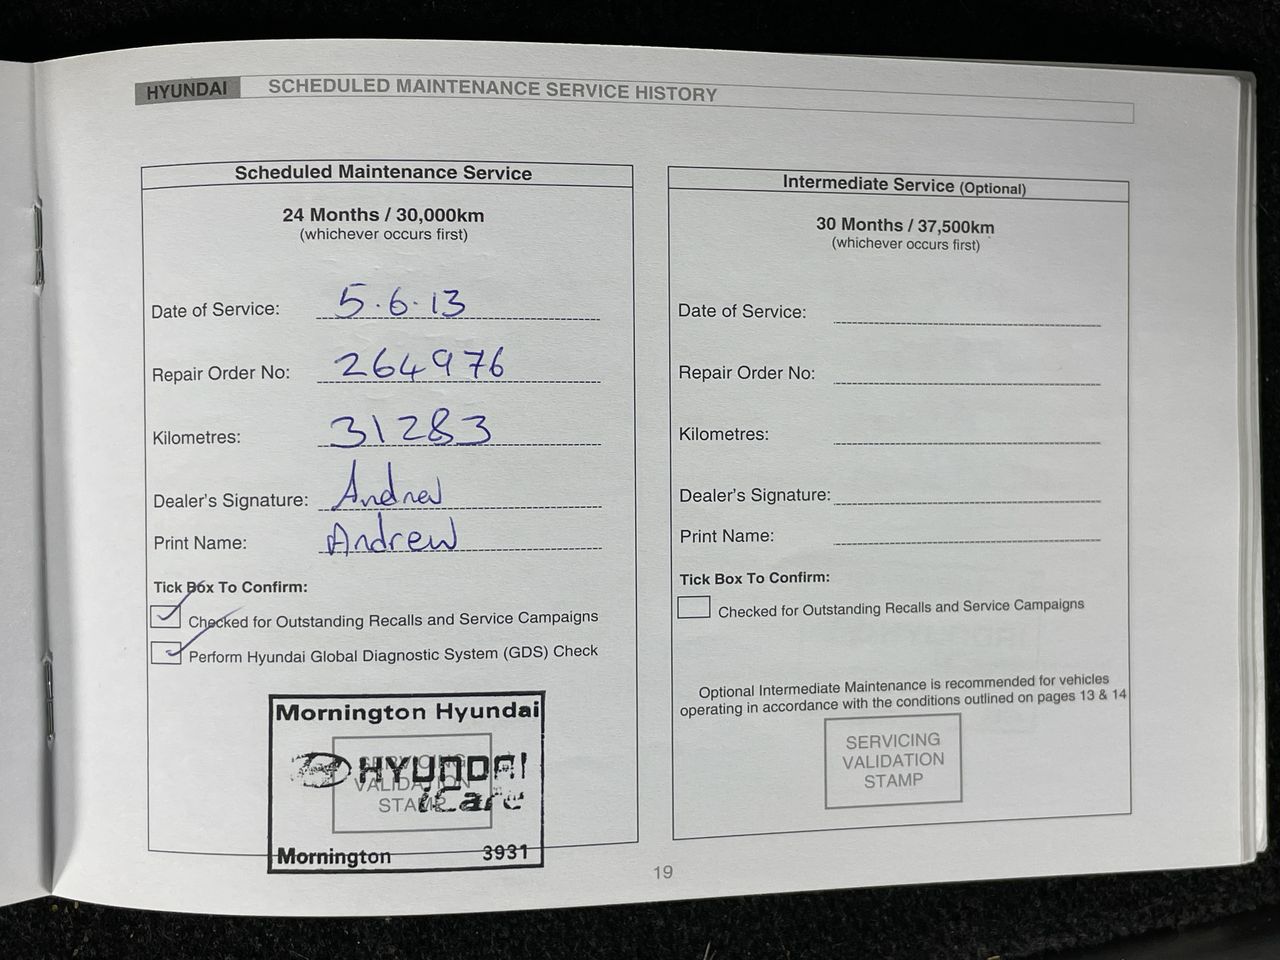 HYUNDAI SCHEDULED MAINTENANCE SERVICE HISTORY
Scheduled Maintenance Service
24 Months / 30,000km
(whichever occurs first)
Date of Service: 5.6.13
Repair Order No: 264976
Kilometres: 31283
Dealer's Signature: Andrew
Print Name: Andrew
Tick Box To Confirm:
Checked for Outstanding Recalls and Service Campaigns
Perform Hyundai Global Diagnostic System (GDS) Check
Mornington Hyundai
SERVICING
HYUNDAI
VALIDATION
STAMP
iCare
Mornington 3931
Intermediate Service (Optional)
30 Months / 37,500km
(whichever occurs first)
Date of Service:
Repair Order No:
Kilometres:
Dealer's Signature:
Print Name:
Tick Box To Confirm:
Checked for Outstanding Recalls and Service Campaigns
Optional Intermediate Maintenance is recommended for vehicles
operating in accordance with the conditions outlined on pages 13 & 14
SERVICING
VALIDATION
STAMP
19